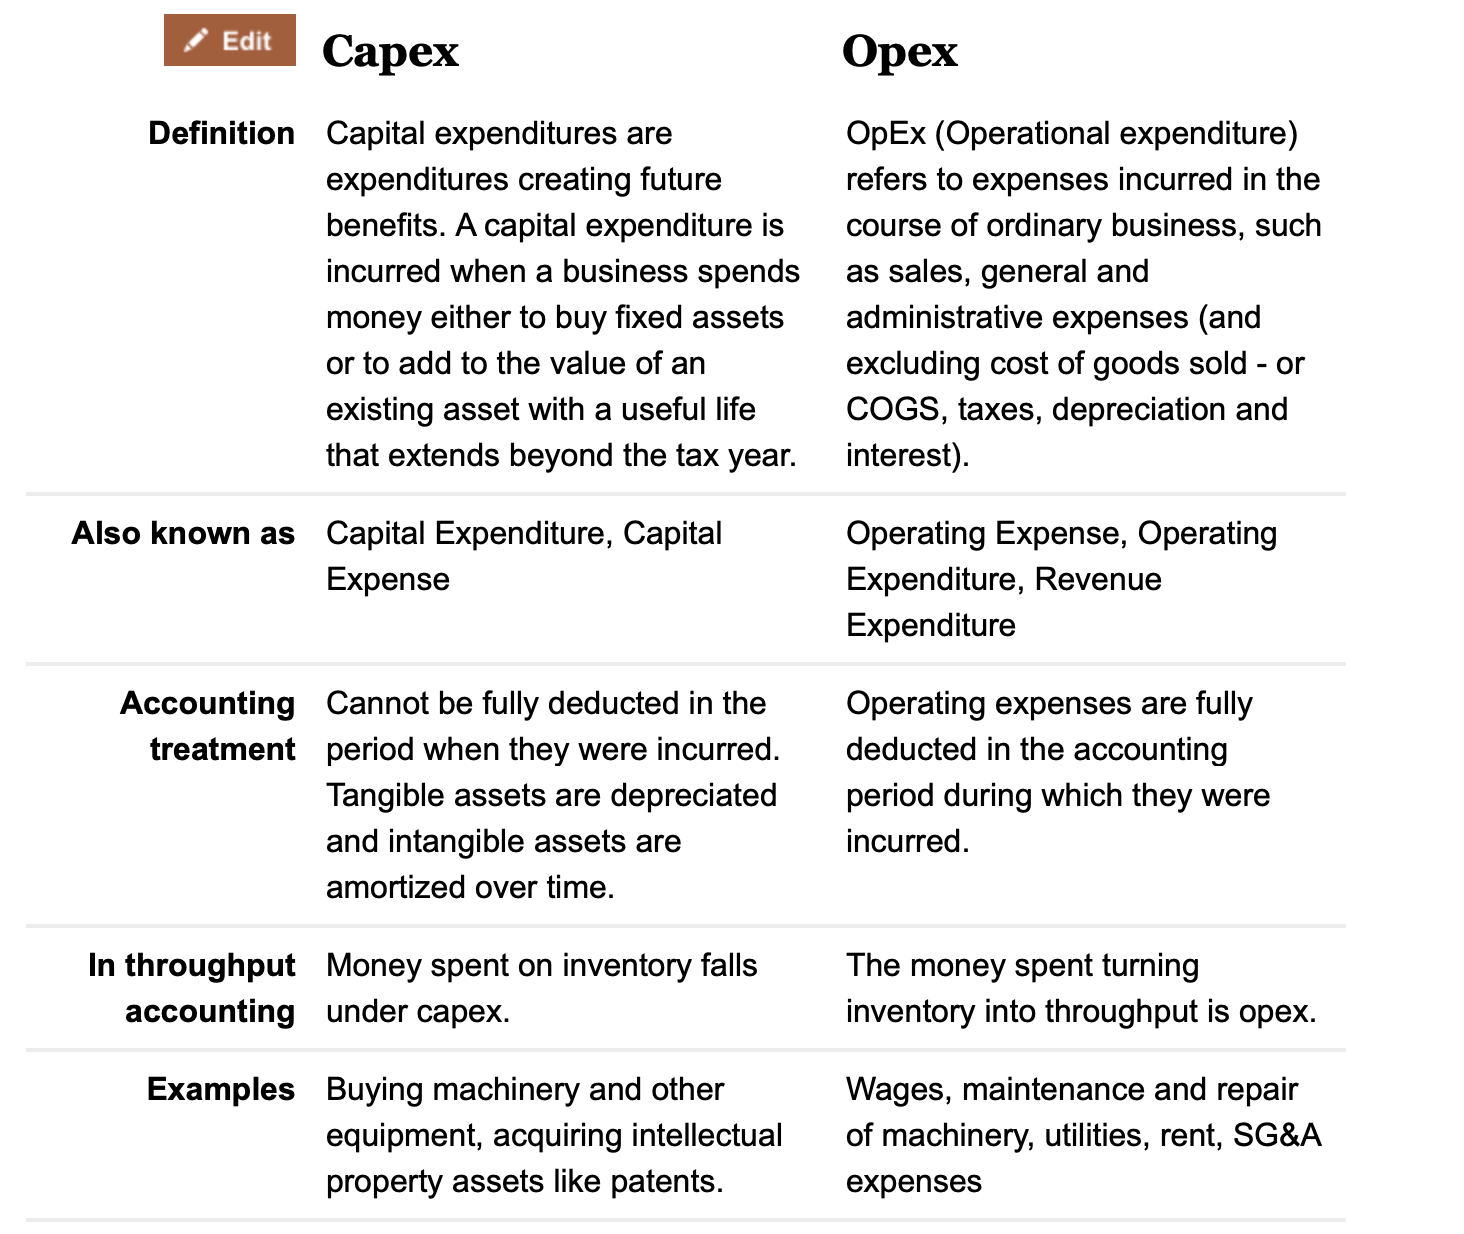 Edit
Capex
Opex
Definition
Capital expenditures are
expenditures creating future
benefits. A capital expenditure is
incurred when a business spends
money either to buy fixed assets
or to add to the value of an
existing asset with a useful life
that extends beyond the tax year.
OpEx (Operational expenditure)
refers to expenses incurred in the
course of ordinary business, such
as sales, general and
administrative expenses (and
excluding cost of goods sold - or
COGS, taxes, depreciation and
interest).
Also known as
Capital Expenditure, Capital
Expense
Operating Expense, Operating
Expenditure, Revenue
Expenditure
Accounting
treatment
Cannot be fully deducted in the
period when they were incurred.
Tangible assets are depreciated
and intangible assets are
amortized over time.
Operating expenses are fully
deducted in the accounting
period during which they were
incurred.
In throughput
accounting
Money spent on inventory falls
under capex.
The money spent turning
inventory into throughput is opex.
Examples
Buying machinery and other
equipment, acquiring intellectual
property assets like patents.
Wages, maintenance and repair
of machinery, utilities, rent, SG&A
expenses